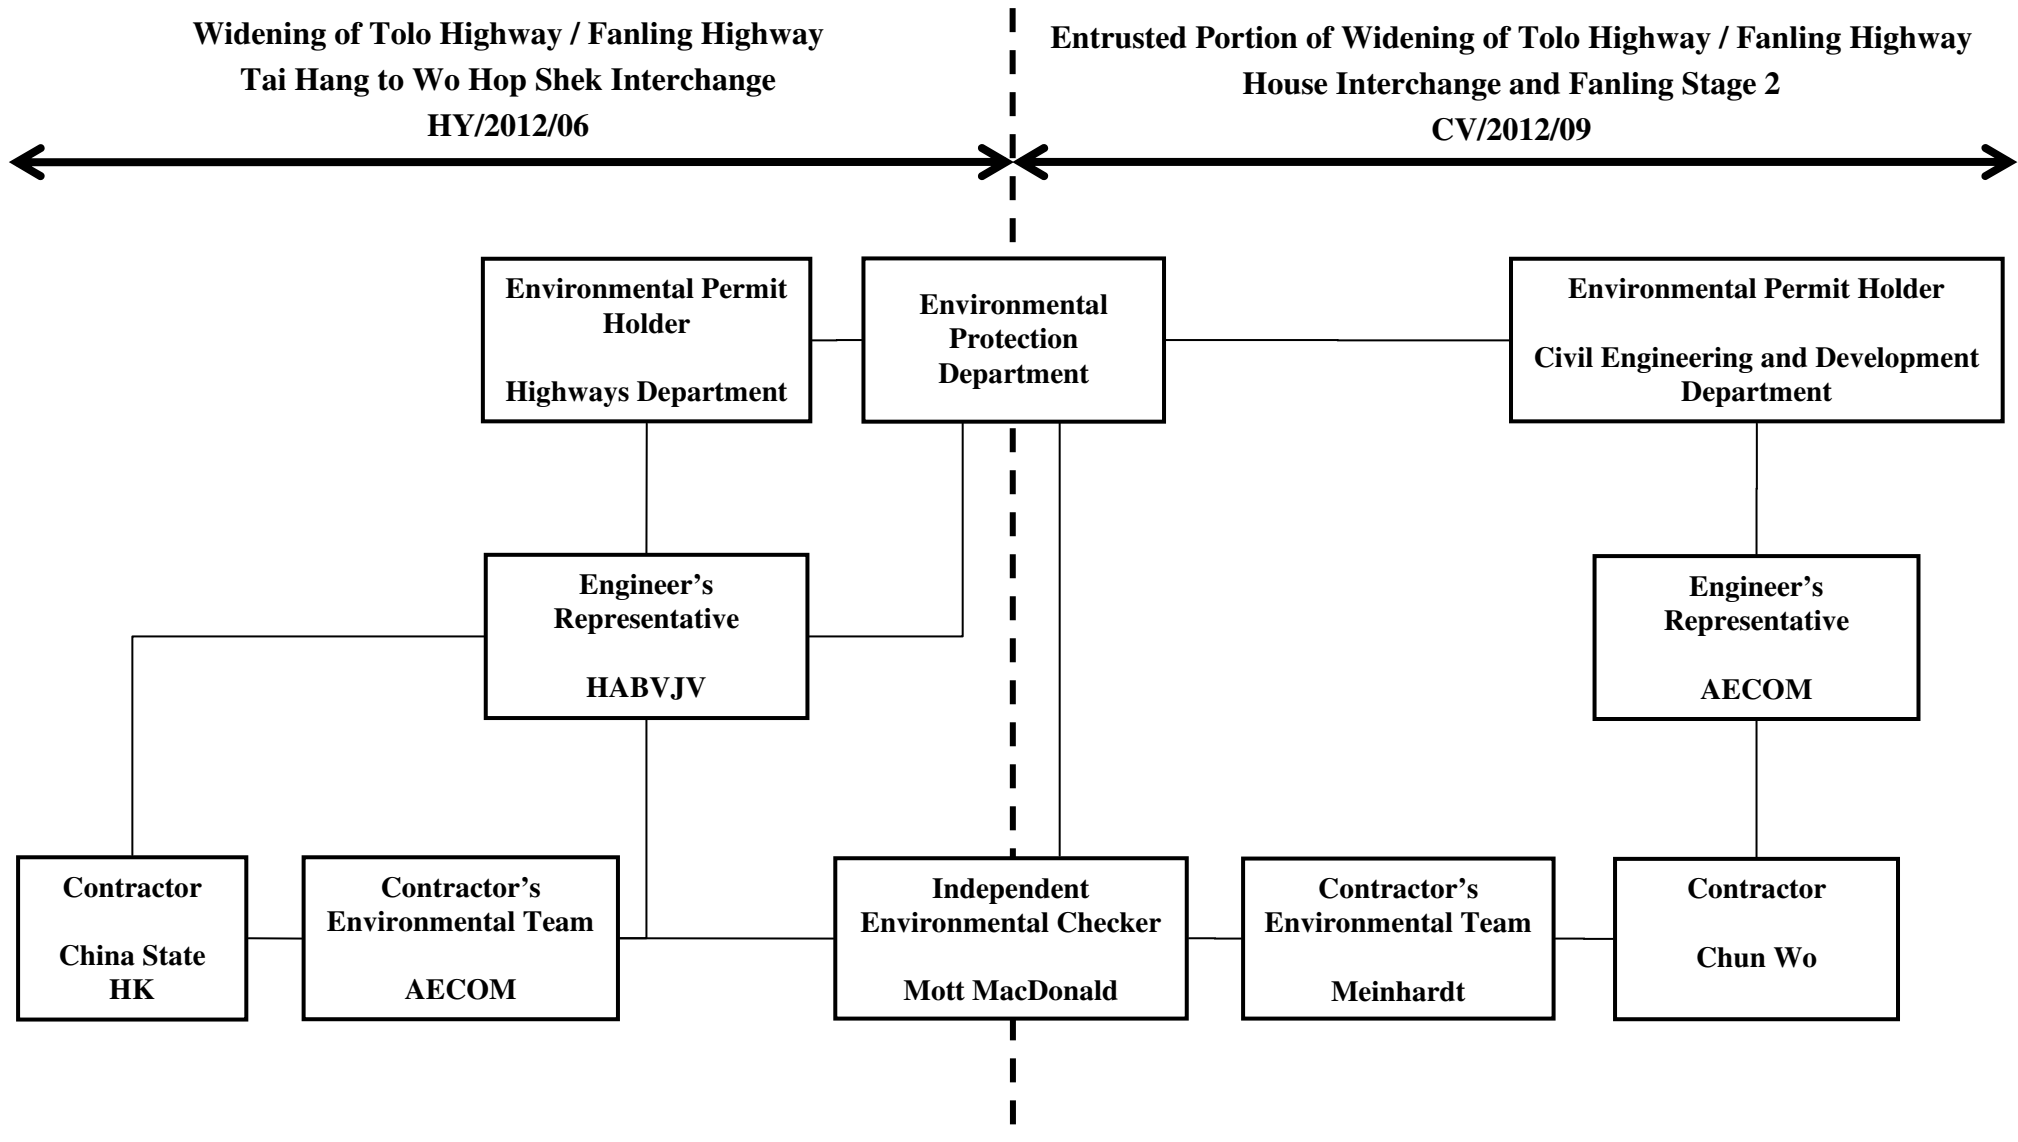 Widening of Tolo Highway / Fanling Highway
Tai Hang to Wo Hop Shek Interchange
HY/2012/06
Entrusted Portion of Widening of Tolo Highway / Fanling Highway
House Interchange and Fanling Stage 2
CV/2012/09
Environmental Permit
Holder
Highways Department
Environmental
Protection
Department
Environmental Permit Holder
Civil Engineering and Development
Department
Engineer’s
Representative
HABVJV
Engineer’s
Representative
AECOM
Contractor
China State
HK
Contractor’s
Environmental Team
AECOM
Independent
Environmental Checker
Mott MacDonald
Contractor’s
Environmental Team
Meinhardt
Contractor
Chun Wo